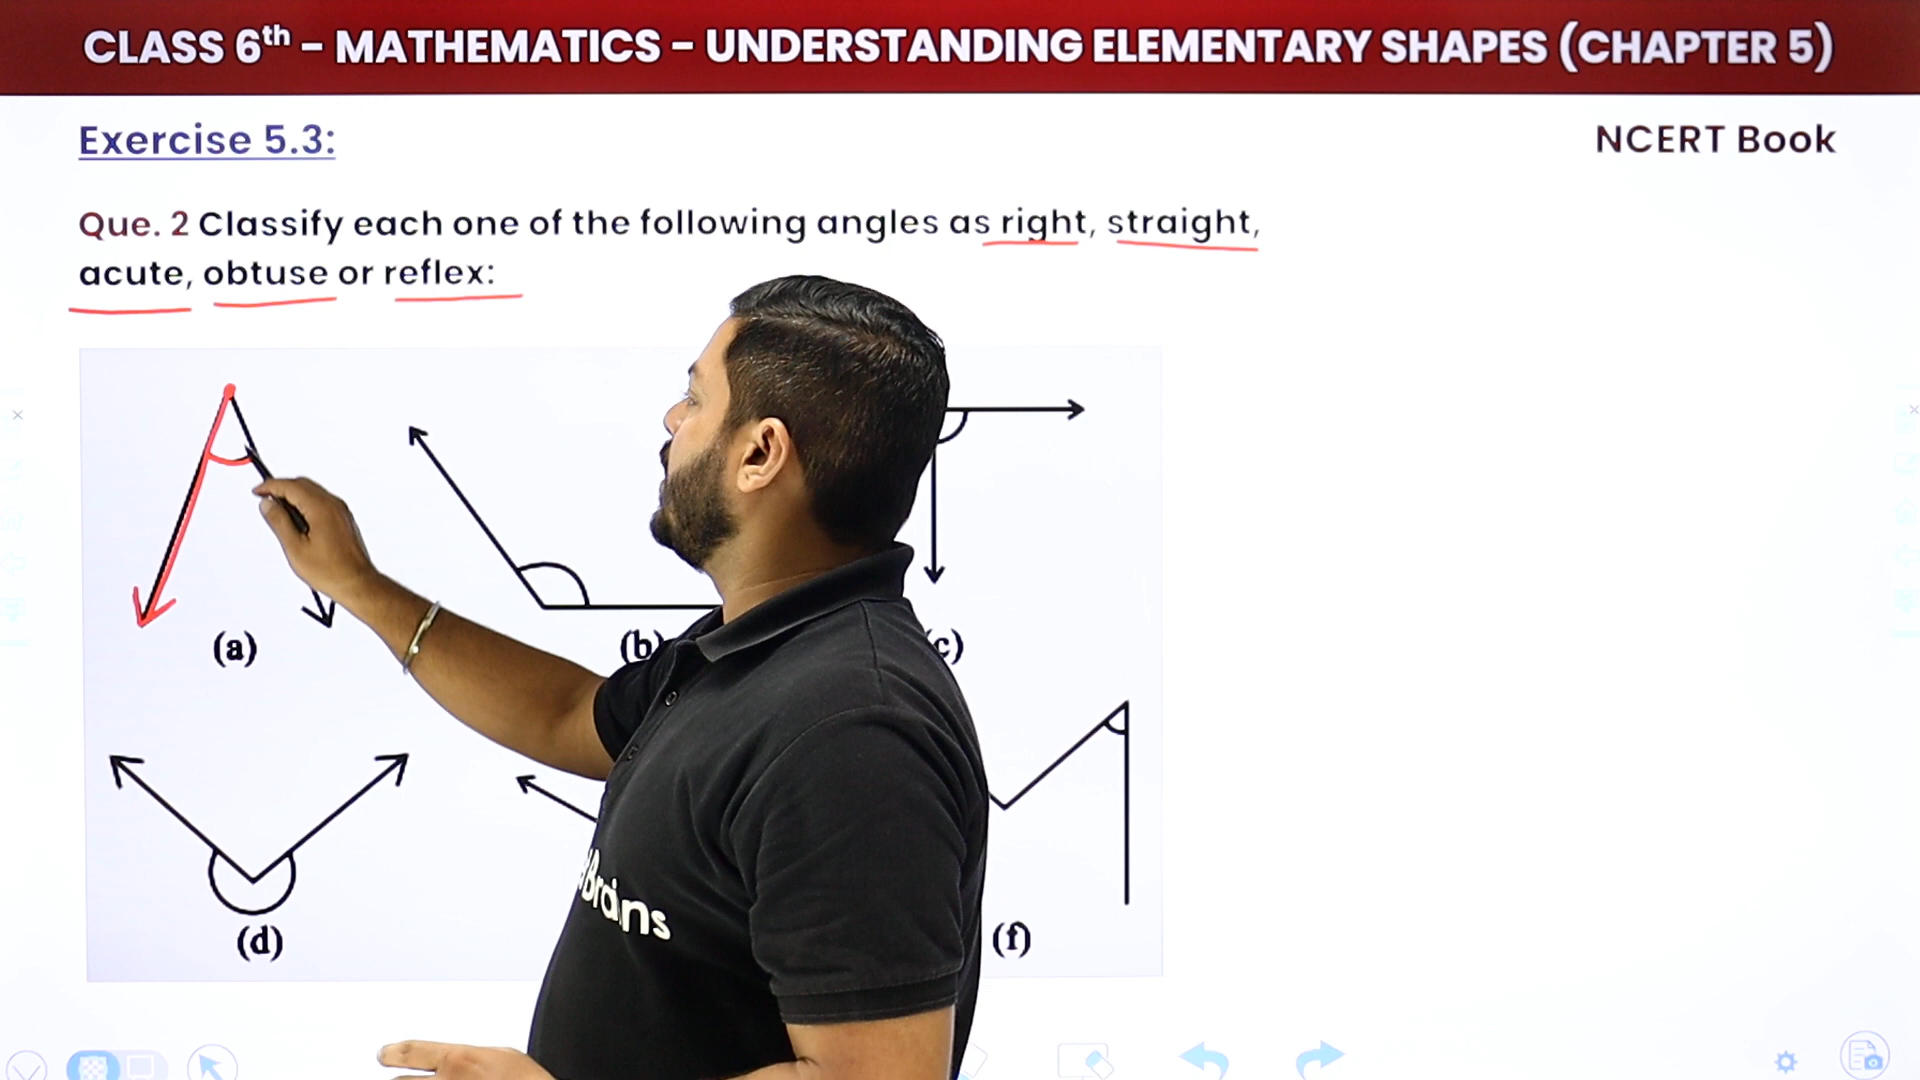 CLASS 6th – MATHEMATICS – UNDERSTANDING ELEMENTARY SHAPES (CHAPTER 5)
Exercise 5.3:
NCERT Book
Que. 2 Classify each one of the following angles as right, straight,
acute, obtuse or reflex:
(a)
(b)
(c)
(d)
(f)
Brains